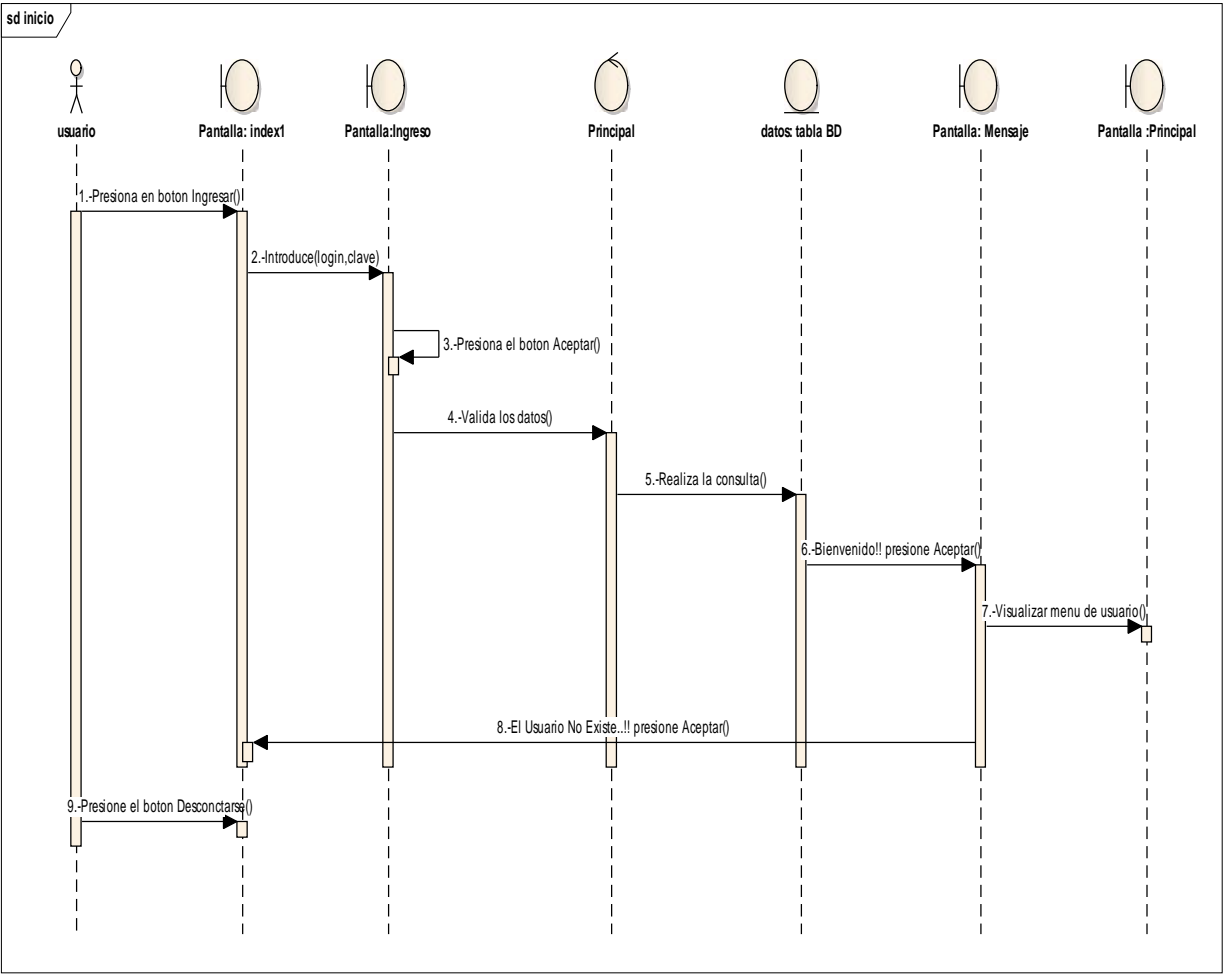 sd inicio
usuario
Pantalla: index1
Pantalla:Ingreso
Principal
datos: tabla BD
Pantalla: Mensaje
Pantalla :Principal
1.-Presiona en boton Ingresar()
2.-Introduce(login,clave)
3.-Presiona el boton Aceptar()
4.-Valida los datos()
5.-Realiza la consulta()
6.-Bienvenido!! presione Aceptar()
7.-Visualizar menu de usuario()
8.-El Usuario No Existe..!! presione Aceptar()
9.-Presione el boton Desconctarse()